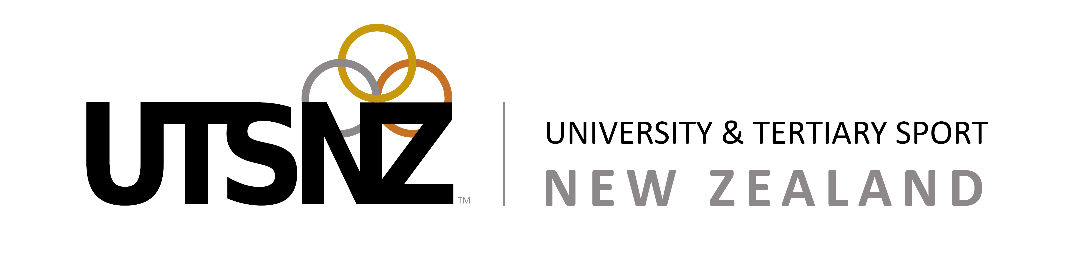 UTSNZ
TM
UNIVERSITY & TERTIARY SPORT
NEW ZEALAND